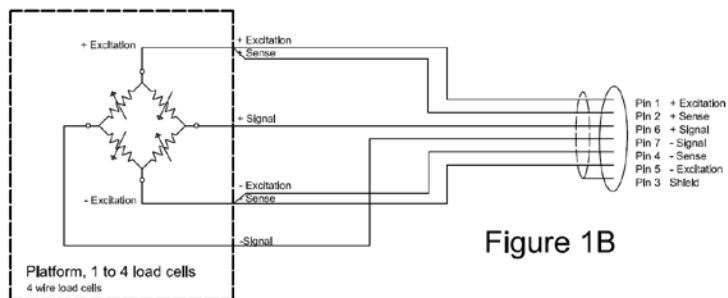 + Excitation
+ Excitation
+ Sense
+ Signal
- Excitation
- Excitation
+ Sense
-Signal
Platform, 1 to 4 load cells
4 wire load cells
Pin 1 + Excitation
Pin 2 + Sense
Pin 6 + Signal
Pin 7 - Signal
Pin 4 - Sense
Pin 5 - Excitation
Pin 3 Shield
Figure 1B